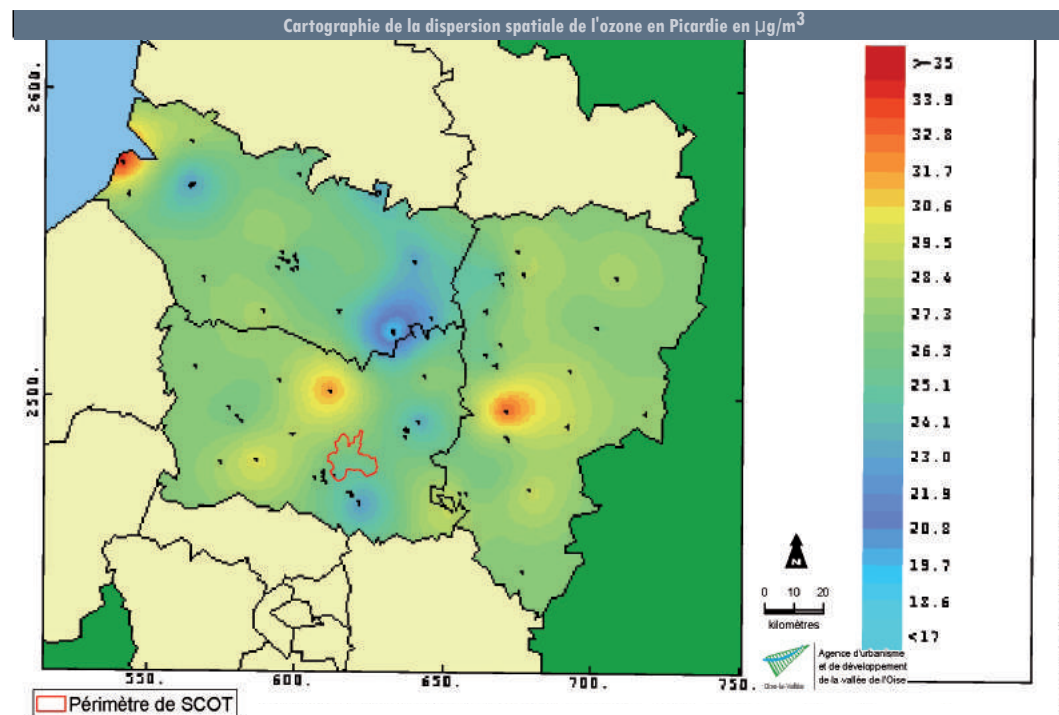 Cartographie de la dispersion spatiale de l'ozone en Picardie en µg/m³
2600.
2500.
550.
600.
650.
700.
750.
>=35
33.9
32.8
31.7
30.6
29.5
28.4
27.3
26.3
25.1
24.1
23.0
21.9
20.8
19.7
18.6
<17
N
0 10 20
kilomètres
Agence d'urbanisme
et de développement
de la vallée de l'Oise
Oise-la-Vallée
Périmètre de SCOT